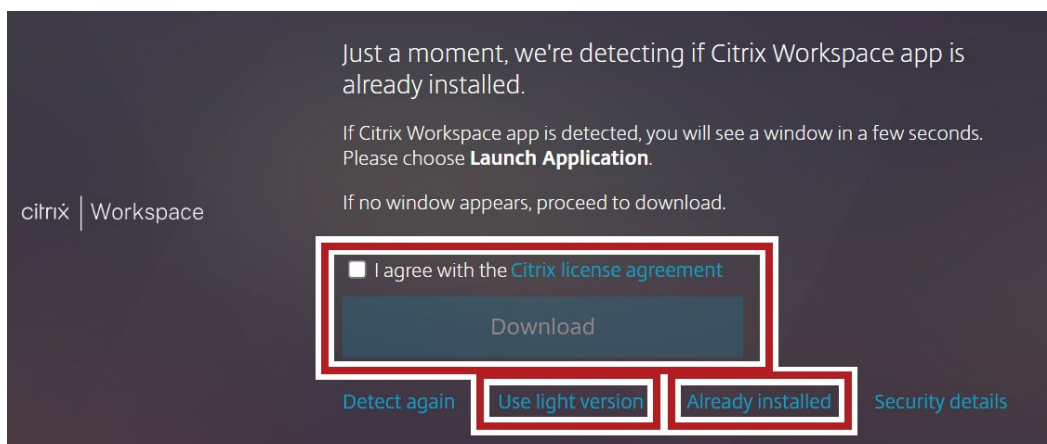 Just a moment, we're detecting if Citrix Workspace app is
already installed.
If Citrix Workspace app is detected, you will see a window in a few seconds.
Please choose Launch Application.
citrix | Workspace
If no window appears, proceed to download.
I agree with the Citrix license agreement
Download
Detect again Use light version Already installed Security details